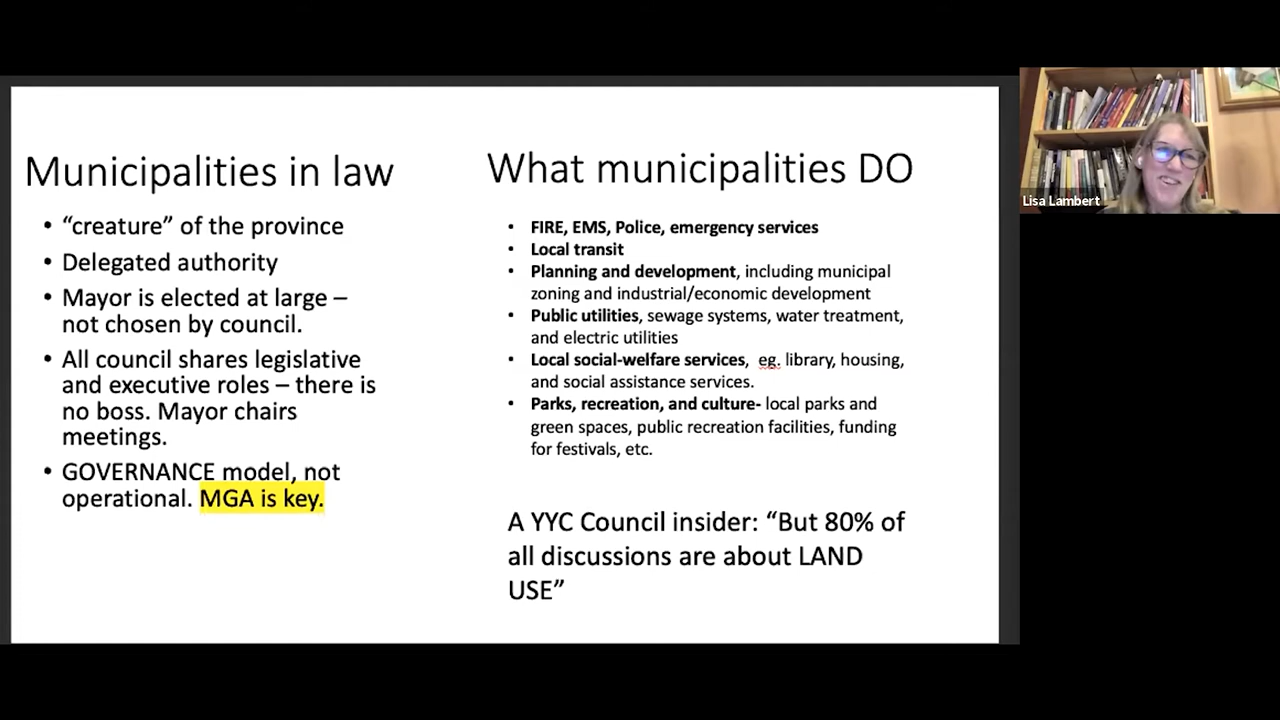 Municipalities in law
• “creature” of the province
• Delegated authority
• Mayor is elected at large –
not chosen by council.
• All council shares legislative
and executive roles – there is
no boss. Mayor chairs
meetings.
• GOVERNANCE model, not
operational. MGA is key.
What municipalities DO
• FIRE, EMS, Police, emergency services
• Local transit
• Planning and development, including municipal
zoning and industrial/economic development
• Public utilities, sewage systems, water treatment,
and electric utilities
• Local social-welfare services, eg. library, housing,
and social assistance services.
• Parks, recreation, and culture- local parks and
green spaces, public recreation facilities, funding
for festivals, etc.
A YYC Council insider: “But 80% of
all discussions are about LAND
USE”
Lisa Lambert